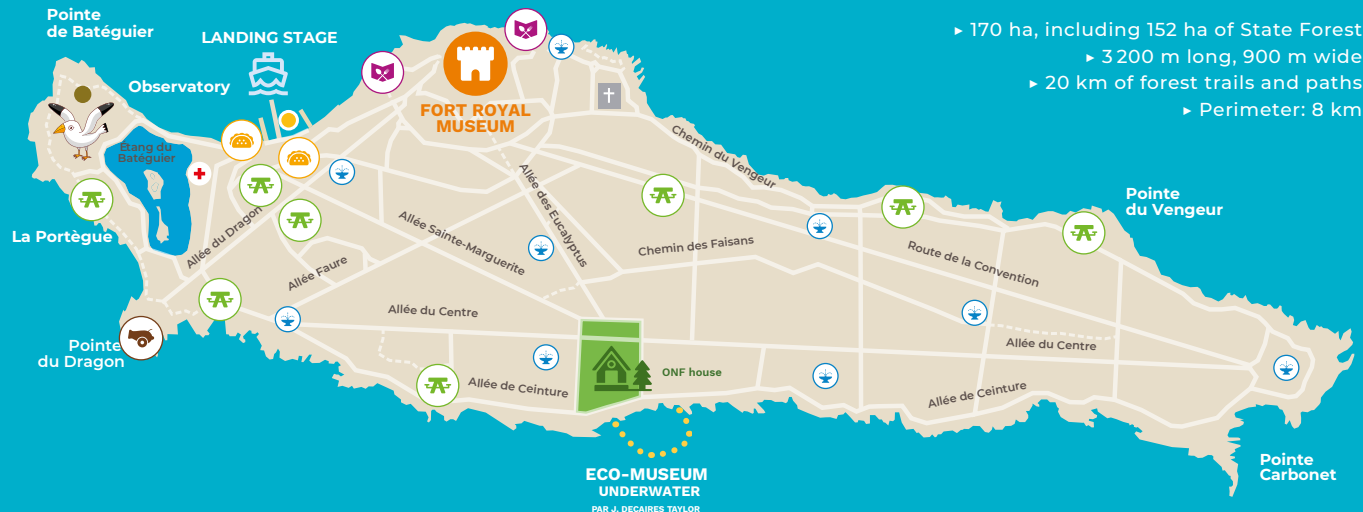 Pointe
de Batéguier
LANDING STAGE
Observatory
▸ 170 ha, including 152 ha of State Forest
▸ 3 200 m long, 900 m wide
▸ 20 km of forest trails and paths
▸ Perimeter: 8 km
FORT ROYAL
MUSEUM
Étang du
Batéguier
Chemin du Vengeur
Pointe
du Vengeur
La Portègue
Allée du Dragon
Allée Sainte-Marguerite
Allée des Eucalyptus
Chemin des Faisans
Route de la Convention
Allée Faure
Allée du Centre
Pointe
du Dragon
Allée du Centre
Allée de Ceinture
ONF house
Allée de Ceinture
ECO-MUSEUM
UNDERWATER
PAR J. DECAIRES TAYLOR
Pointe
Carbonet